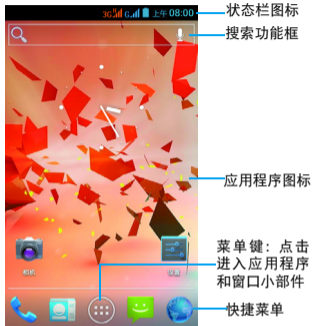 3G G 上午 08:00
状态栏图标
搜索功能框
应用程序图标
菜单键：点击
进入应用程序
和窗口小部件
相机
设置
快捷菜单